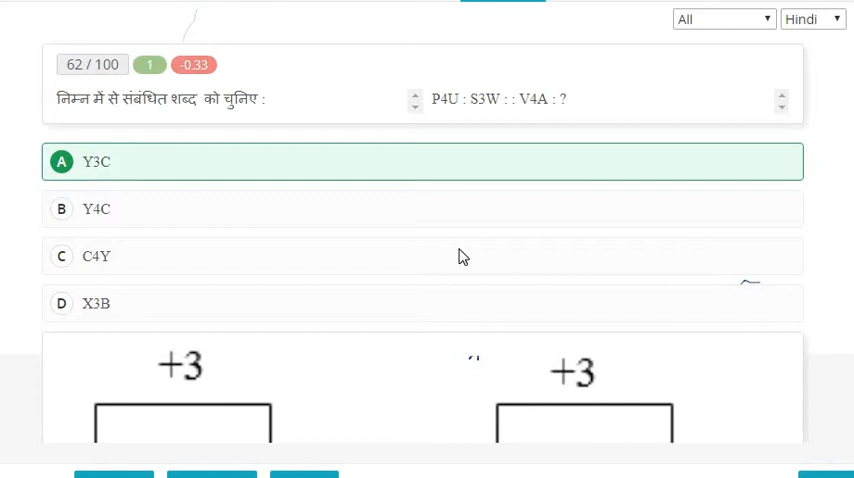 All
Hindi
62 / 100 1 -0.33
निम्न में से संबंधित शब्द को चुनिए : P4U : S3W : : V4A : ?
A Y3C
B Y4C
C C4Y
D X3B
+3 +3